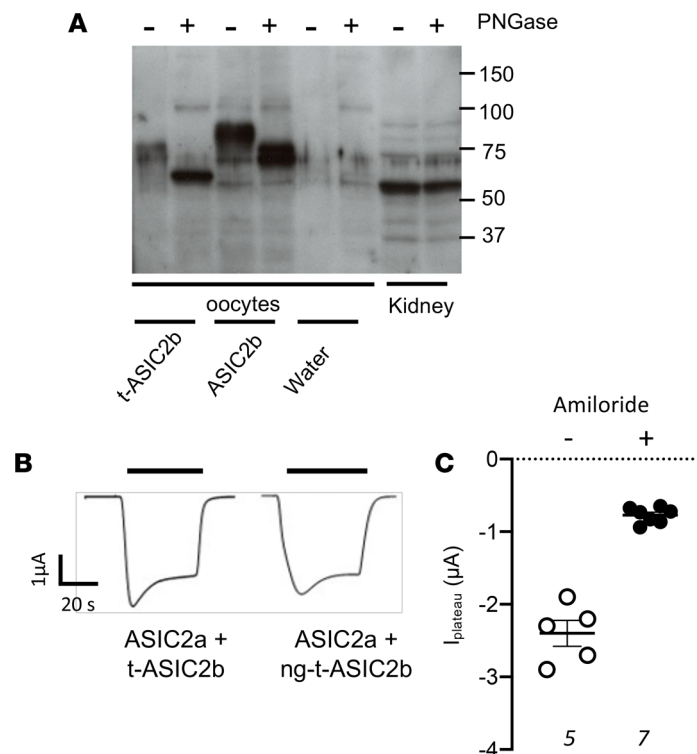 A
- + - + - + - + PNGase
150
100
75
50
37
oocytes
Kidney
t-ASIC2b
ASIC2b
Water
B
1µA
20 s
ASIC2a +
t-ASIC2b
ASIC2a +
ng-t-ASIC2b
C
Amiloride
- +
0
-1
-2
-3
-4
Iplateau (µA)
5 7